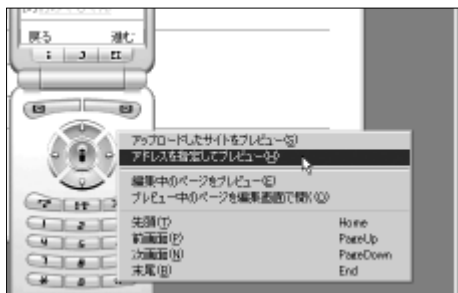 戻る 進む
アップロードしたサイトをプレビュー(S)
アドレスを指定してプレビュー(H)
編集中のページをプレビュー(E)
プレビュー中のページを編集画面で開く(O)
先頭(T) Home
前画面(P) PageUp
次画面(N) PageDown
末尾(B) End